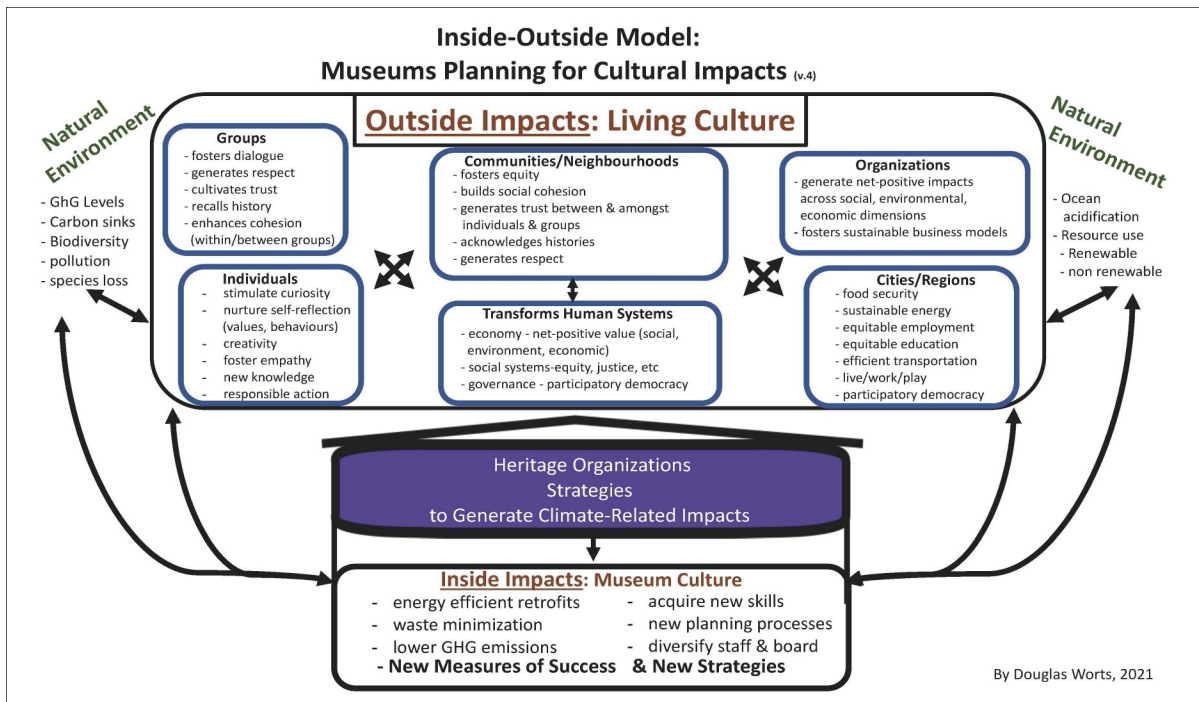 Inside-Outside Model:
Museums Planning for Cultural Impacts (v.4)
Outside Impacts: Living Culture
Natural
Environment
- GhG Levels
- Carbon sinks
- Biodiversity
- pollution
- species loss
Groups
- fosters dialogue
- generates respect
- cultivates trust
- recalls history
- enhances cohesion
(within/between groups)
Individuals
- stimulate curiosity
- nurture self-reflection
(values, behaviours)
- creativity
- foster empathy
- new knowledge
- responsible action
Communities/Neighbourhoods
- fosters equity
- builds social cohesion
- generates trust between & amongst
individuals & groups
- acknowledges histories
- generates respect
Transforms Human Systems
- economy - net-positive value (social,
environment, economic)
- social systems-equity, justice, etc
- governance - participatory democracy
Organizations
- generate net-positive impacts
across social, environmental,
economic dimensions
- fosters sustainable business models
Cities/Regions
- food security
- sustainable energy
- equitable employment
- equitable education
- efficient transportation
- live/work/play
- participatory democracy
Natural
Environment
- Ocean
acidification
- Resource use
- Renewable
- non renewable
Heritage Organizations
Strategies
to Generate Climate-Related Impacts
Inside Impacts: Museum Culture
- energy efficient retrofits
- waste minimization
- lower GHG emissions
- acquire new skills
- new planning processes
- diversify staff & board
- New Measures of Success & New Strategies
By Douglas Worts, 2021